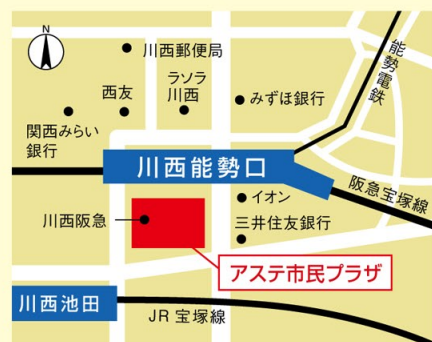 N
川西郵便局
ラソラ
川西
西友
みずほ銀行
能勢電鉄
関西みらい
銀行
川西能勢口
阪急宝塚線
イオン
川西阪急
三井住友銀行
アステ市民プラザ
川西池田
JR宝塚線